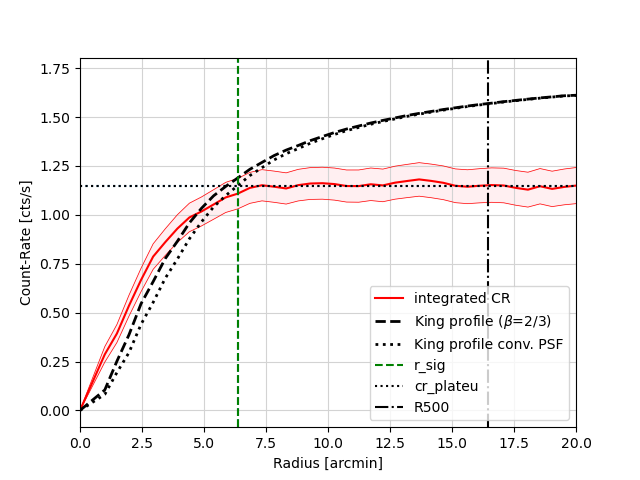 1.75
1.50
1.25
1.00
0.75
0.50
0.25
0.00
Count-Rate [cts/s]
integrated CR
King profile (β=2/3)
King profile conv. PSF
r_sig
cr_plateu
R500
0.0 2.5 5.0 7.5 10.0 12.5 15.0 17.5 20.0
Radius [arcmin]